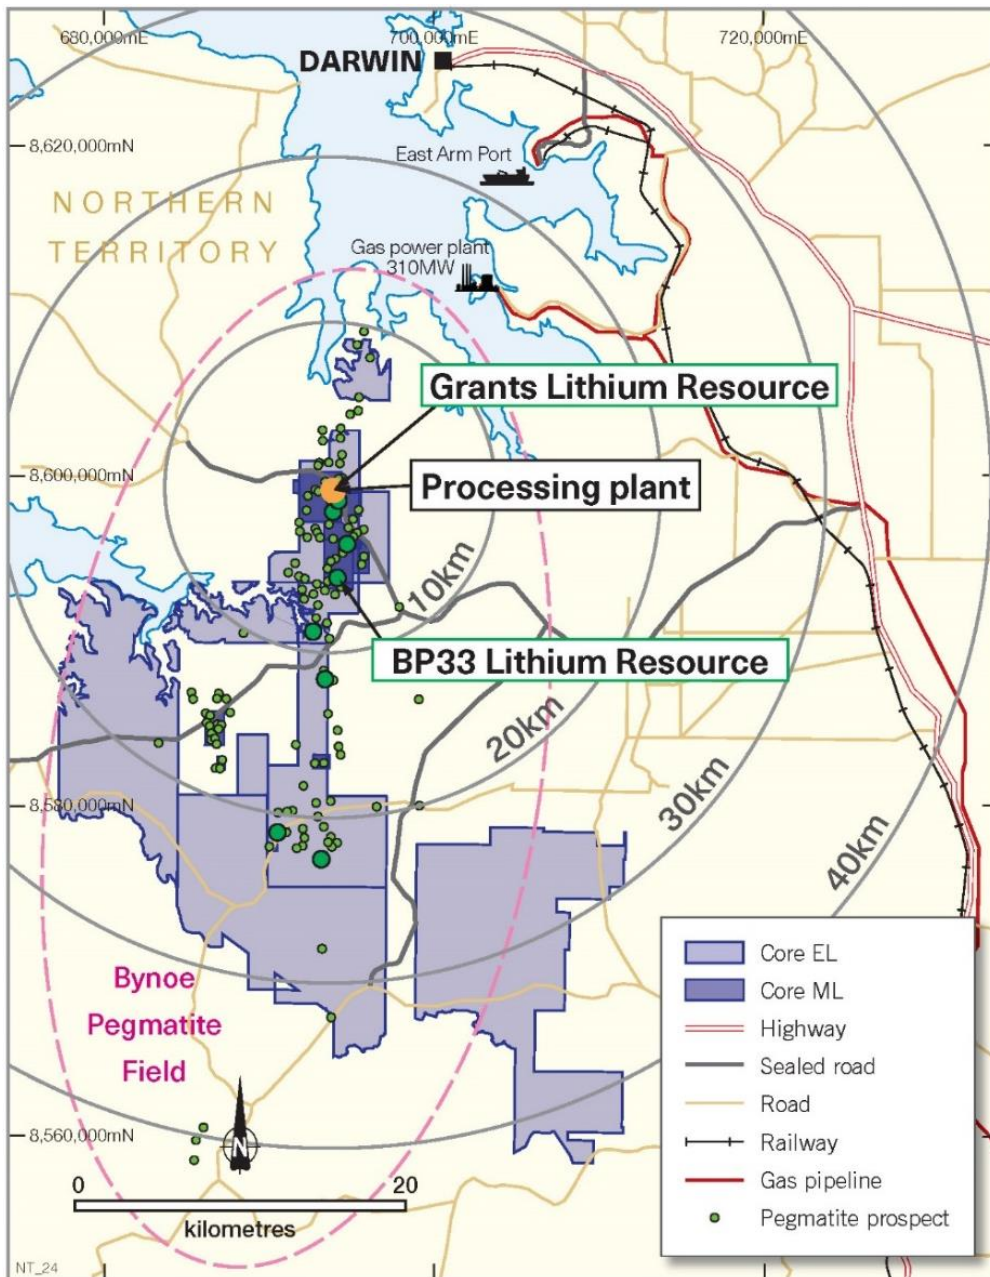 680,000mE
700,000mE
720,000mE
DARWIN
8,620,000mN
East Arm Port
NORTHERN
TERRITORY
Gas power plant
310MW
Grants Lithium Resource
8,600,000mN
Processing plant
10km
BP33 Lithium Resource
20km
30km
8,580,000mN
40km
Bynoe
Pegmatite
Field
Core EL
Core ML
Highway
Sealed road
Road
Railway
Gas pipeline
Pegmatite prospect
8,560,000mN
N
0 20
kilometres
NT_24